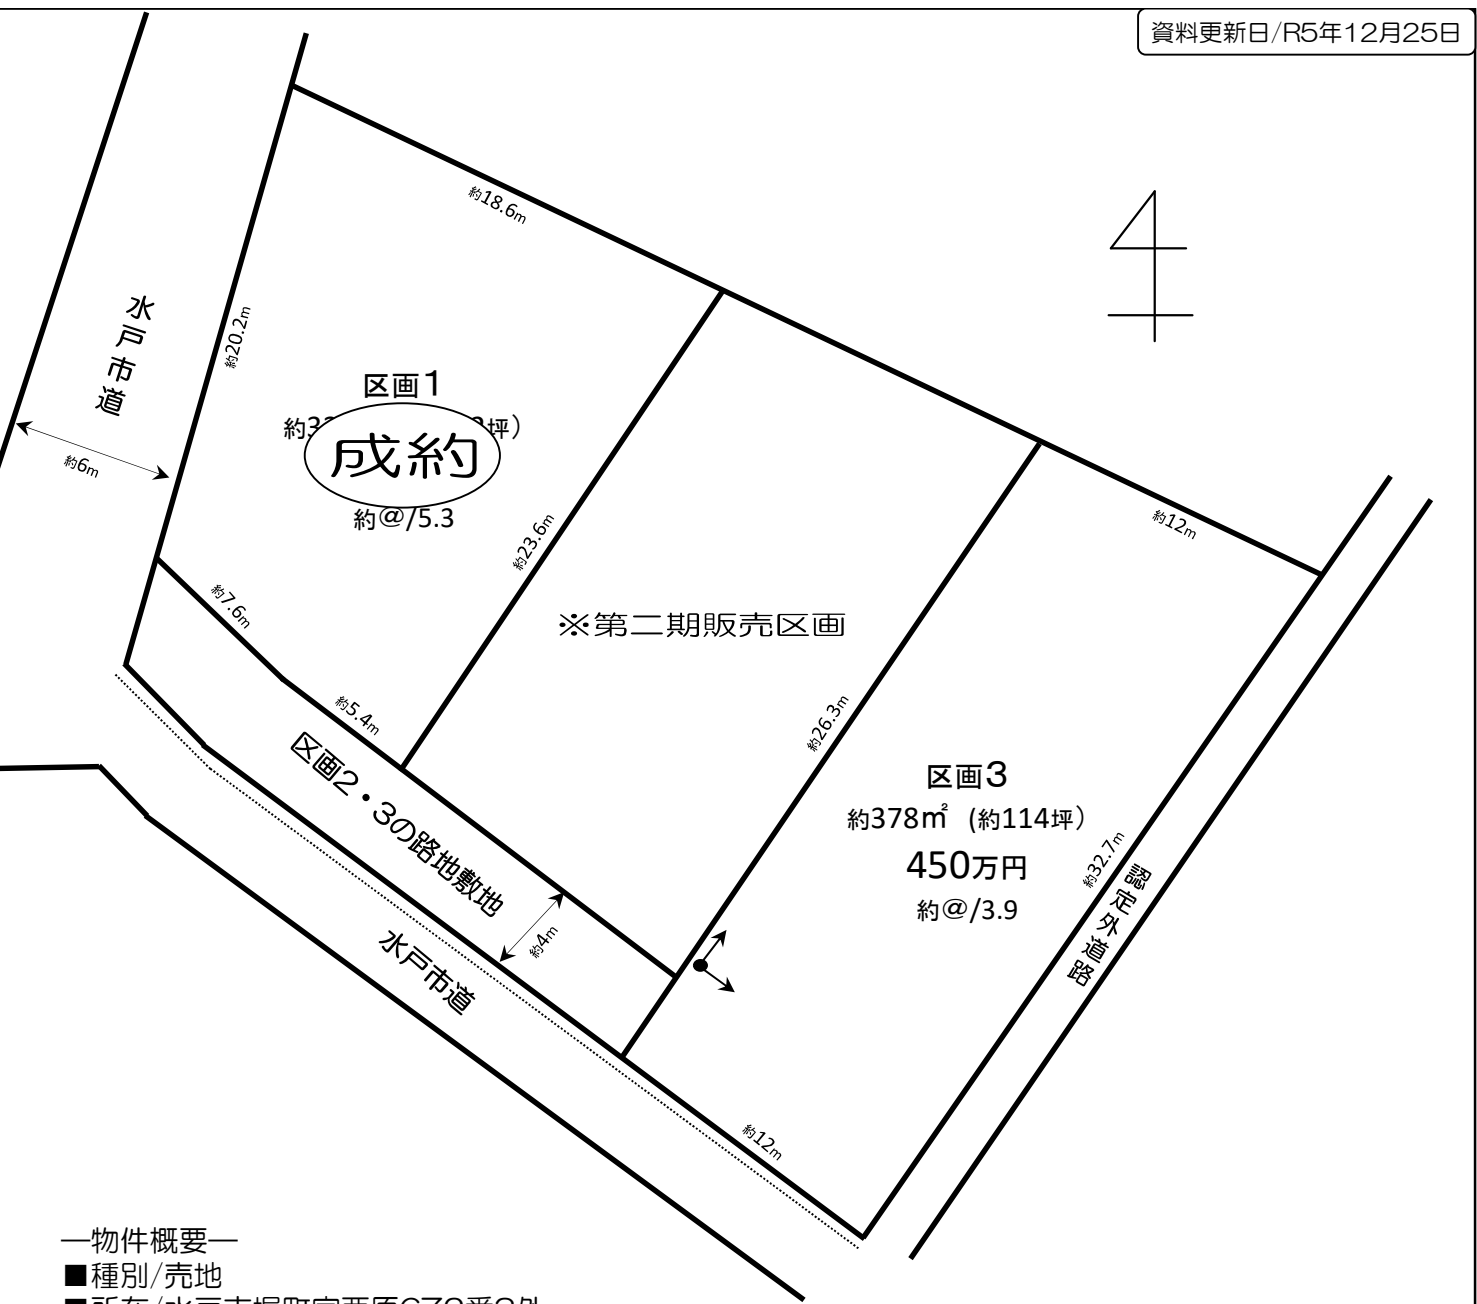 資料更新日/R5年12月25日
約18.6m
水戸市道
約20.2m
約6m
区画1
約3
坪）
成約
約@/5.3
約23.6m
約12m
約7.6m
※第二期販売区画
約5.4m
約26.3m
区画2・3の路地敷地
区画3
約378㎡ (約114坪）
450万円
約@/3.9
約32.7m
認定外道路
約4m
水戸市道
約12m
―物件概要―
■種別/売地